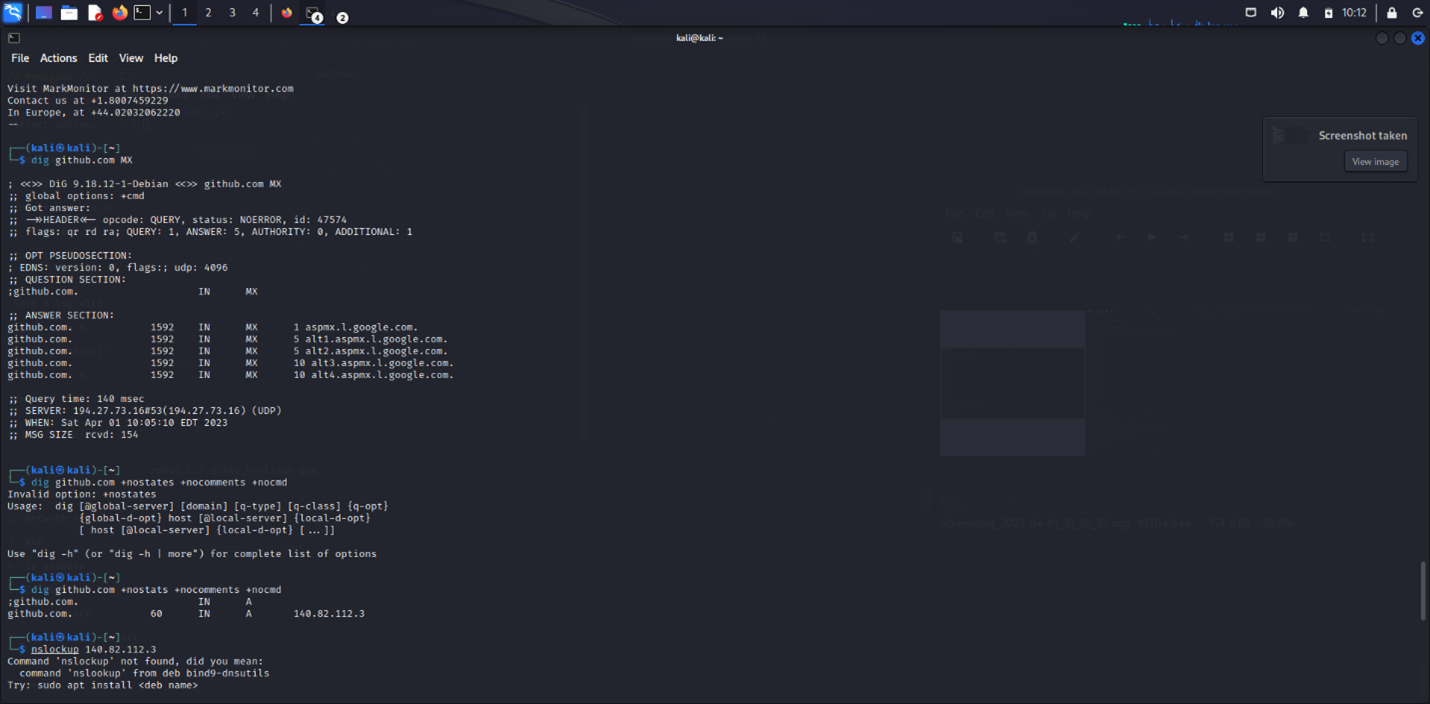 1 2 3 4 4 2 10:12
kali@kali: ~
File Actions Edit View Help
Visit MarkMonitor at https://www.markmonitor.com
Contact us at +1.8007459229
In Europe, at +44.02032062220
--
Screenshot taken
View image
┌──(kali㉿kali)-[~]
└─$ dig github.com MX
; <<>> DiG 9.18.12-1-Debian <<>> github.com MX
;; global options: +cmd
;; Got answer:
;; ->>HEADER<<- opcode: QUERY, status: NOERROR, id: 47574
;; flags: qr rd ra; QUERY: 1, ANSWER: 5, AUTHORITY: 0, ADDITIONAL: 1
;; OPT PSEUDOSECTION:
; EDNS: version: 0, flags:; udp: 4096
;; QUESTION SECTION:
;github.com. IN MX
;; ANSWER SECTION:
github.com. 1592 IN MX 1 aspmx.l.google.com.
github.com. 1592 IN MX 5 alt1.aspmx.l.google.com.
github.com. 1592 IN MX 5 alt2.aspmx.l.google.com.
github.com. 1592 IN MX 10 alt3.aspmx.l.google.com.
github.com. 1592 IN MX 10 alt4.aspmx.l.google.com.
;; Query time: 140 msec
;; SERVER: 194.27.73.16#53(194.27.73.16) (UDP)
;; WHEN: Sat Apr 01 10:05:10 EDT 2023
;; MSG SIZE rcvd: 154
┌──(kali㉿kali)-[~]
└─$ dig github.com +nostates +nocomments +nocmd
Invalid option: +nostates
Usage: dig [@global-server] [domain] [q-type] [q-class] {q-opt}
{global-d-opt} host [@local-server] {local-d-opt}
[ host [@local-server] {local-d-opt} [...]]
Use "dig -h" (or "dig -h | more") for complete list of options
┌──(kali㉿kali)-[~]
└─$ dig github.com +nostats +nocomments +nocmd
;github.com. IN A
github.com. 60 IN A 140.82.112.3
┌──(kali㉿kali)-[~]
└─$ nslockup 140.82.112.3
Command 'nslockup' not found, did you mean:
command 'nslookup' from deb bind9-dnsutils
Try: sudo apt install <deb name>
File Edit View Go Help